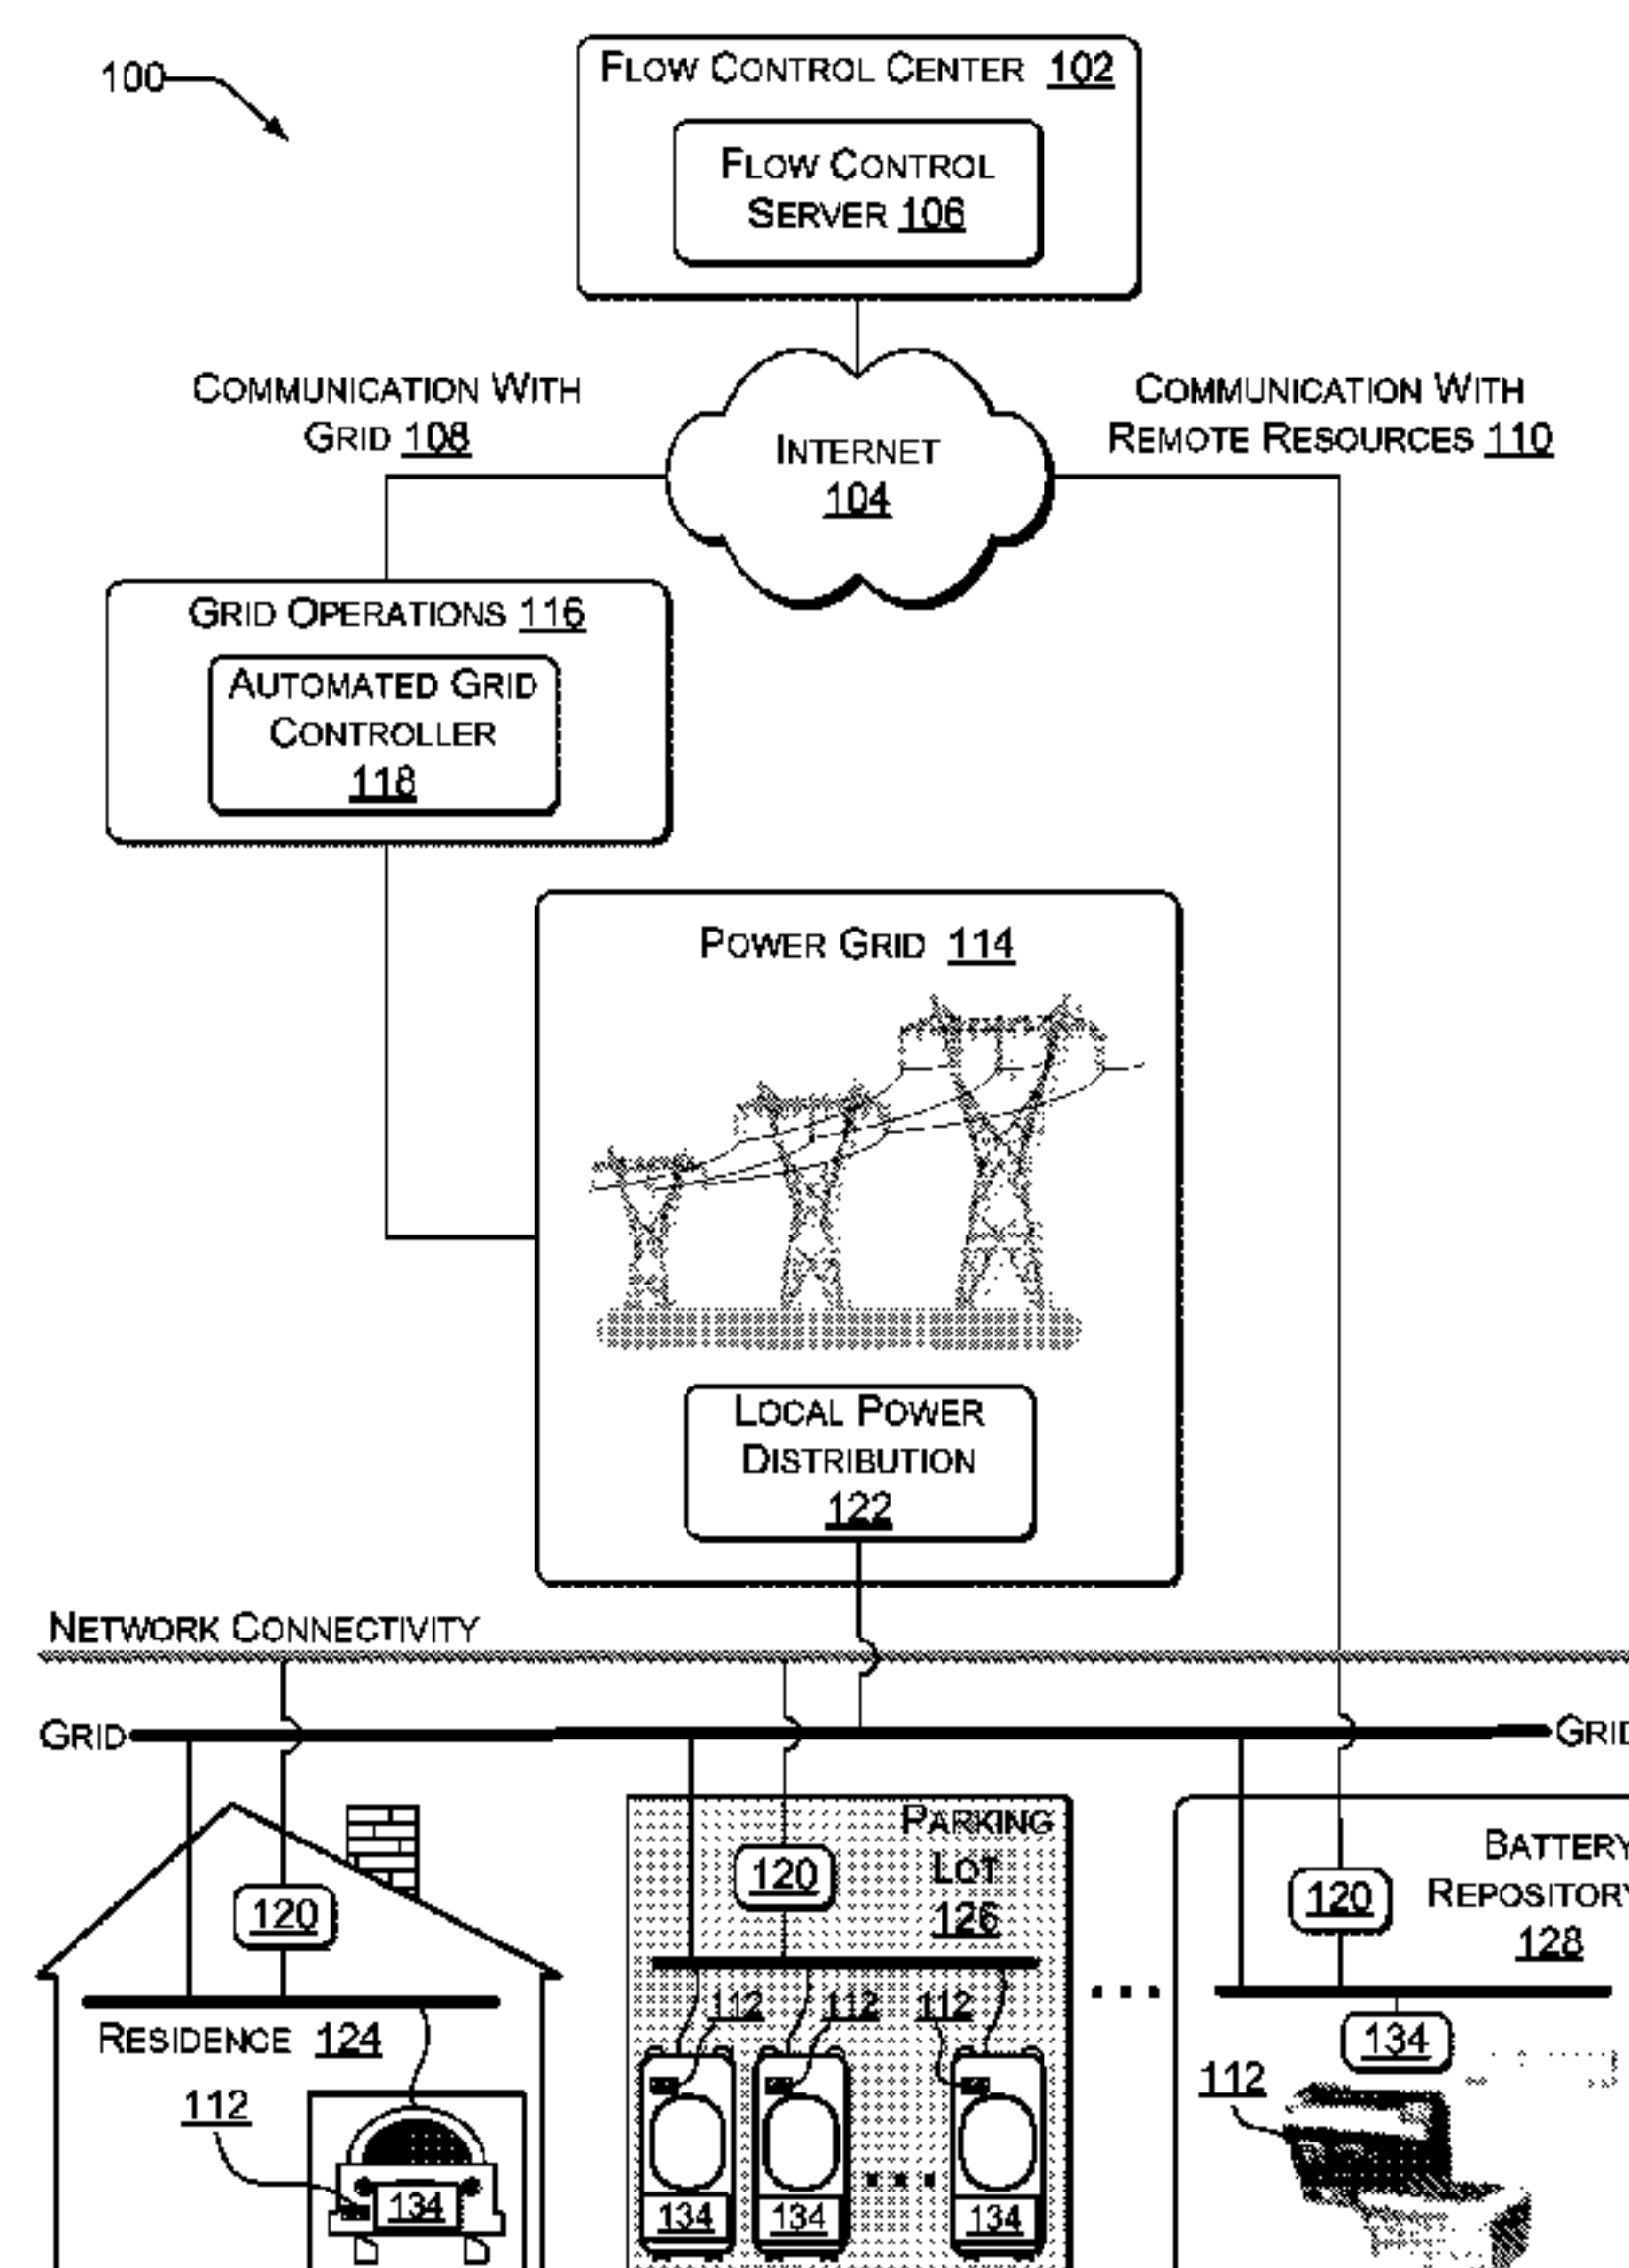 100
FLOW CONTROL CENTER 102
FLOW CONTROL
SERVER 106
COMMUNICATION WITH
GRID 108
INTERNET
104
COMMUNICATION WITH
REMOTE RESOURCES 110
GRID OPERATIONS 116
AUTOMATED GRID
CONTROLLER
118
POWER GRID 114
LOCAL POWER
DISTRIBUTION
122
NETWORK CONNECTIVITY
GRID
GRID
120
RESIDENCE 124
112
134
PARKING
LOT
126
120
112 112 112
134 134 134
BATTERY
REPOSITORY
128
120
134
112